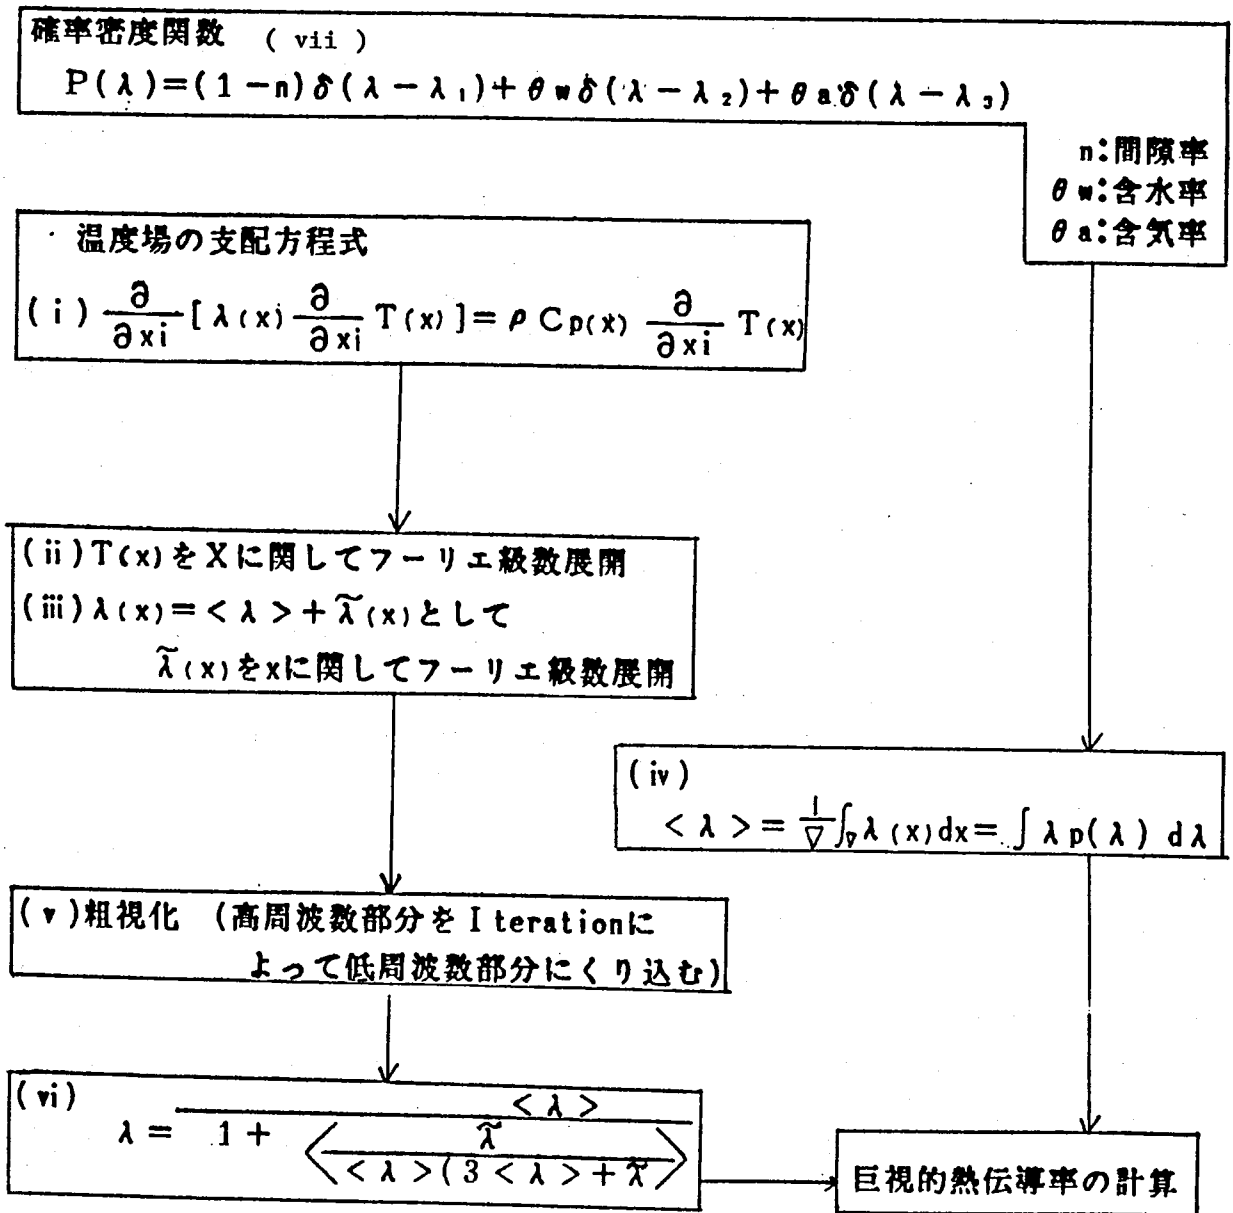 確率密度関数 ( vii )
P(λ)=(1-n)δ(λ-λ₁)+θwδ(λ-λ₂)+θaδ(λ-λ₃)
n:間隙率
θw:含水率
θa:含気率
温度場の支配方程式
(i) ∂/∂xi [λ(x) ∂/∂xi T(x)]=ρCp(x) ∂/∂xi T(x)
(ii)T(x)をXに関してフーリエ級数展開
(iii)λ(x)=<λ>+λ̃(x)として
λ̃(x)をxに関してフーリエ級数展開
(iv)
<λ>= 1/∇ ∫∇ λ(x)dx= ∫λp(λ) dλ
(v)粗視化 (高周波数部分をIterationに
よって低周波数部分にくり込む)
(vi)
λ= <λ> / 1+ <λ̃ / <λ>(3<λ>+λ̃>
巨視的熱伝導率の計算